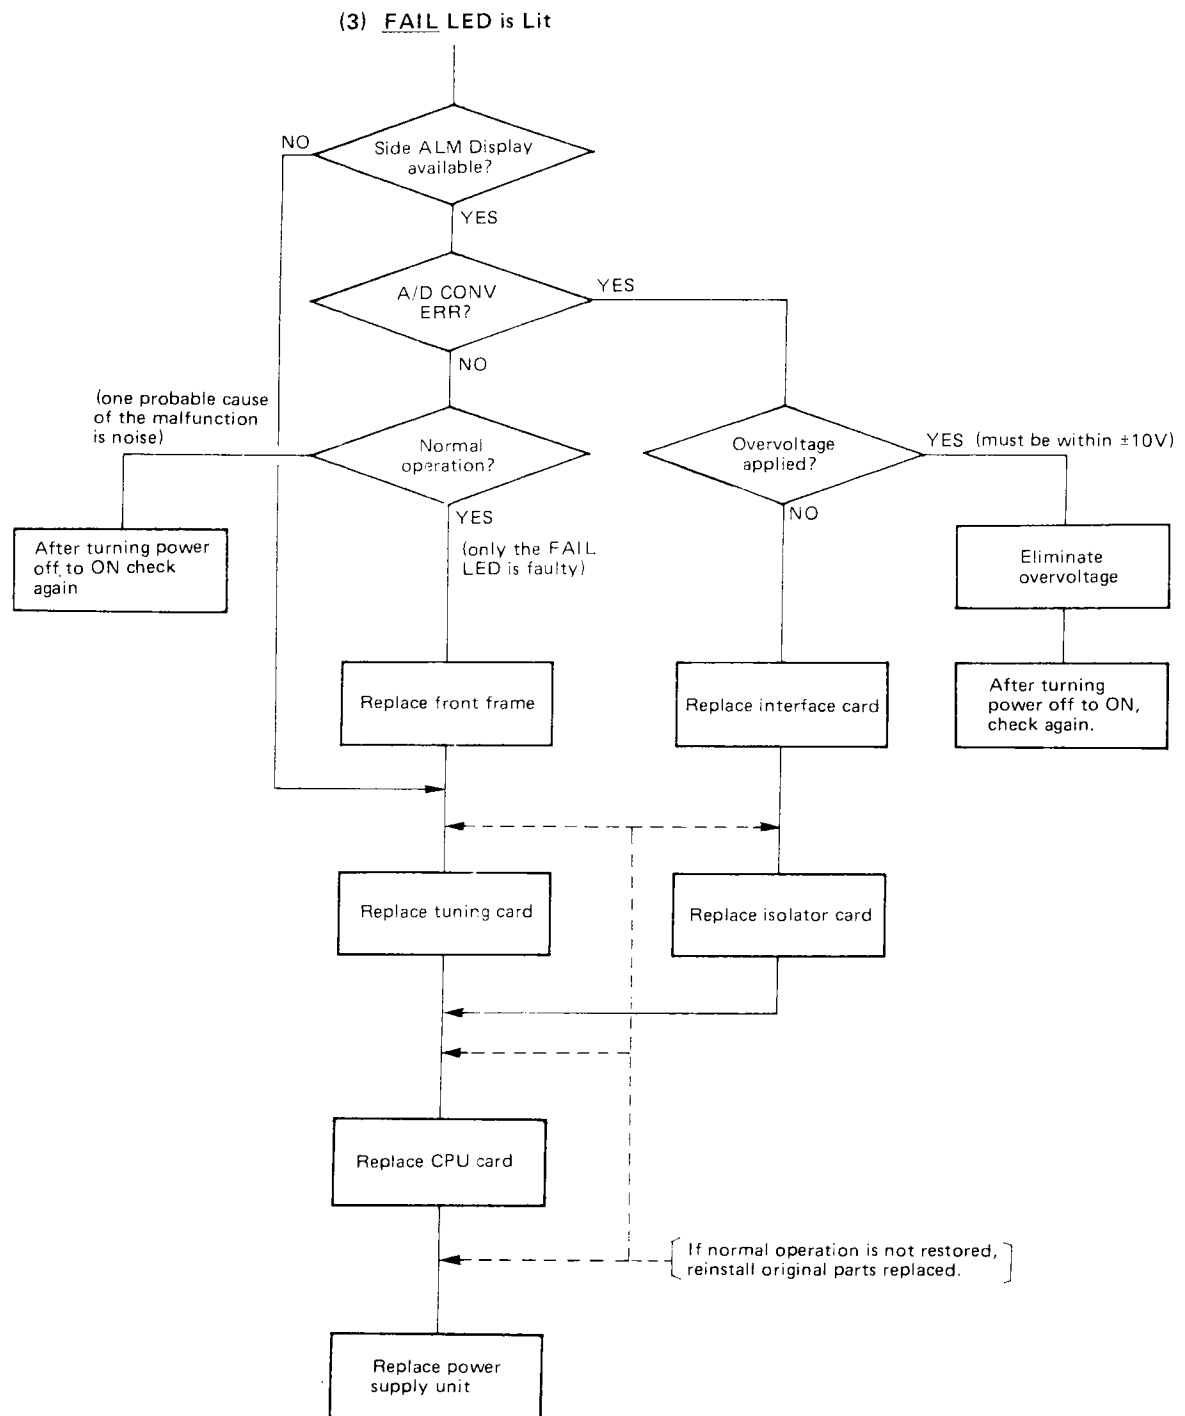 (3) FAIL LED is Lit
NO
Side ALM Display
available?
YES
A/D CONV
ERR?
YES
NO
(one probable cause
of the malfunction
is noise)
Normal
operation?
Overvoltage
applied?
YES (must be within ±10V)
YES
(only the FAIL
LED is faulty)
NO
After turning power
off to ON check
again
Eliminate
overvoltage
Replace front frame
Replace interface card
After turning
power off to ON,
check again.
Replace tuning card
Replace isolator card
Replace CPU card
If normal operation is not restored,
reinstall original parts replaced.
Replace power
supply unit